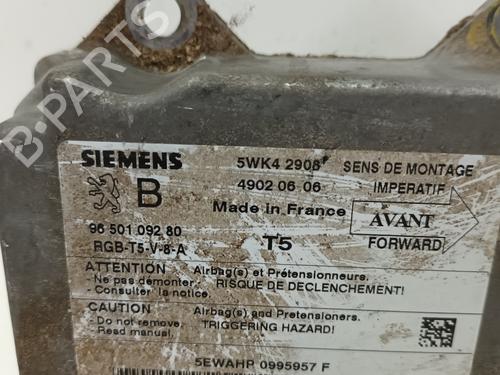 B-PARTS
SIEMENS
5WK4 2908
SENS DE MONTAGE
B
4902 06 06
IMPERATIF
Made in France
AVANT
96 501 092 80
T5
FORWARD
RGB-T5-V-8-A
ATTENTION
Airbag(s) et Prétensionneurs.
- Ne pas démonter.
RISQUE DE DECLENCHEMENT!
- Consulter la notice.
CAUTION
Airbag(s) and Pretensioners.
- Do not remove.
TRIGGERING HAZARD!
- Read manual.
5EWAHP 0995957 F